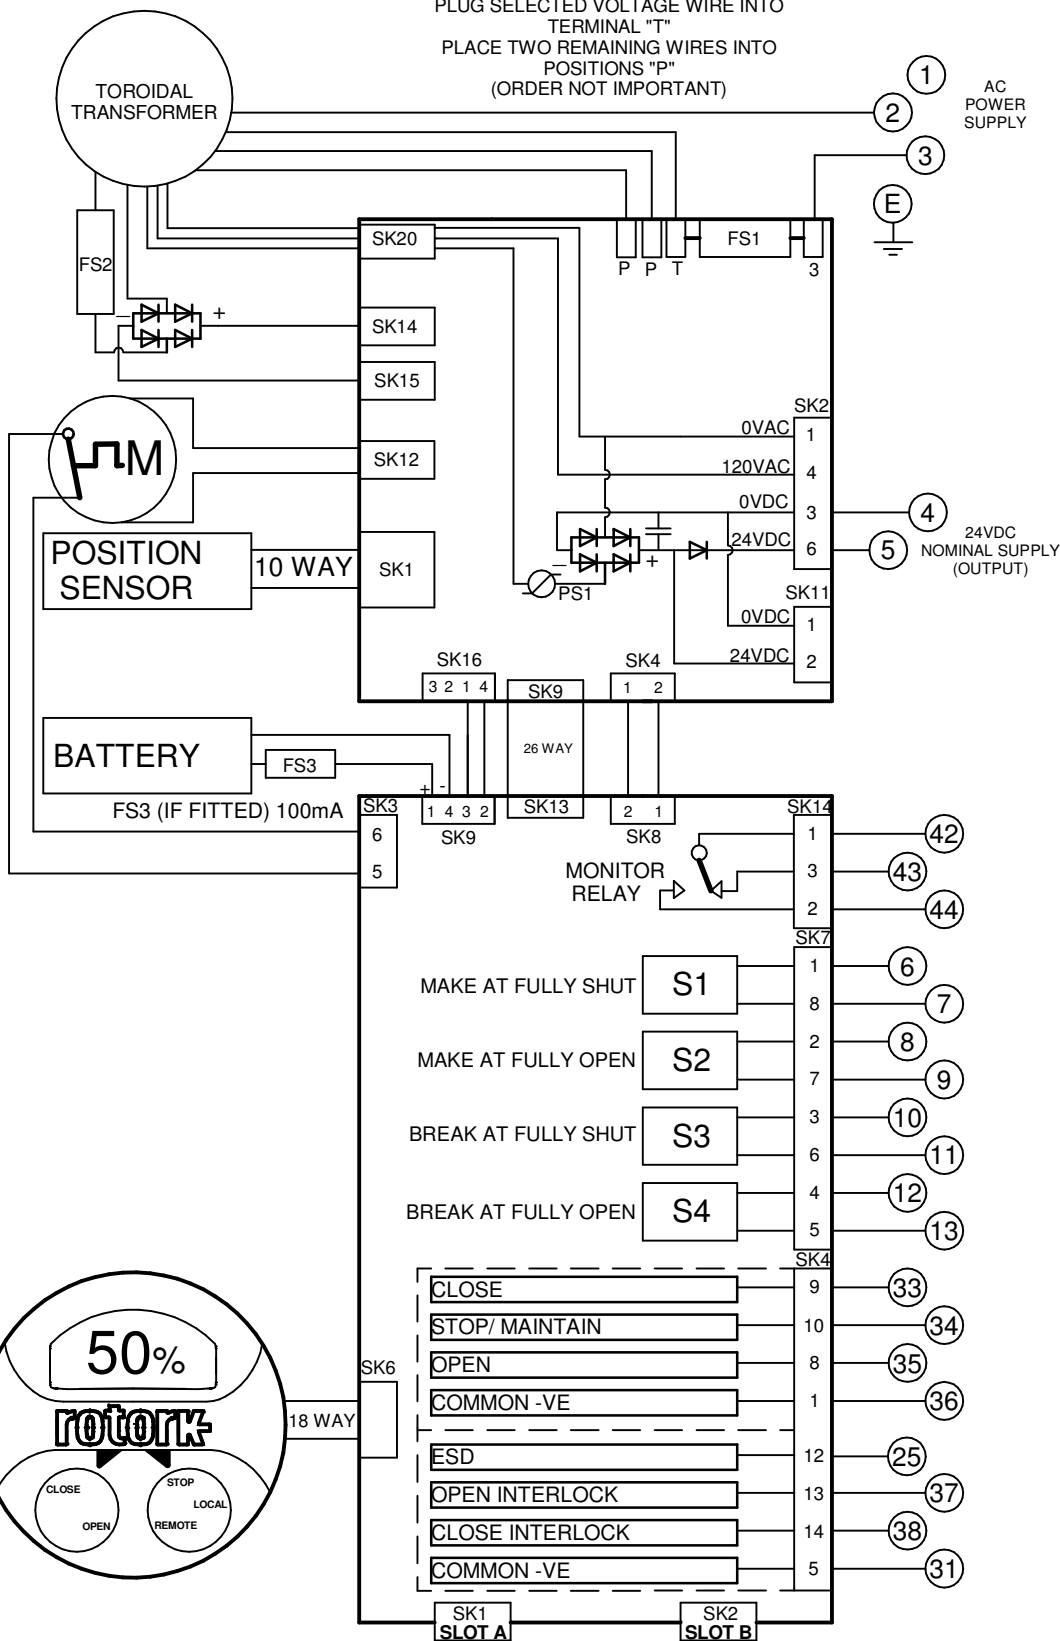 PLUG SELECTED VOLTAGE WIRE INTO
TERMINAL "T"
PLACE TWO REMAINING WIRES INTO
POSITIONS "P"
(ORDER NOT IMPORTANT)
TOROIDAL
TRANSFORMER
1
2
3
E
AC
POWER
SUPPLY
FS2
SK20
P P T
FS1
3
− +
SK14
SK15
SK12
M
SK2
0VAC 1
120VAC 4
0VDC 3
24VDC 6
4
5
24VDC
NOMINAL SUPPLY
(OUTPUT)
POSITION
SENSOR
10 WAY
SK1
− +
PS1
SK11
0VDC 1
24VDC 2
SK16
3 2 1 4
SK9
SK4
1 2
26 WAY
BATTERY
FS3
+ -
FS3 (IF FITTED) 100mA
SK3
6
5
1 4 3 2
SK9
SK13
2 1
SK8
SK14
MONITOR
RELAY
1 42
3 43
2 44
SK7
MAKE AT FULLY SHUT S1
1 6
8 7
MAKE AT FULLY OPEN S2
2 8
7 9
BREAK AT FULLY SHUT S3
3 10
6 11
BREAK AT FULLY OPEN S4
4 12
5 13
SK4
CLOSE 9 33
STOP/ MAINTAIN 10 34
OPEN 8 35
COMMON -VE 1 36
ESD 12 25
OPEN INTERLOCK 13 37
CLOSE INTERLOCK 14 38
COMMON -VE 5 31
SK6
18 WAY
50%
rotork
CLOSE
OPEN
STOP
LOCAL
REMOTE
SK1
SLOT A
SK2
SLOT B